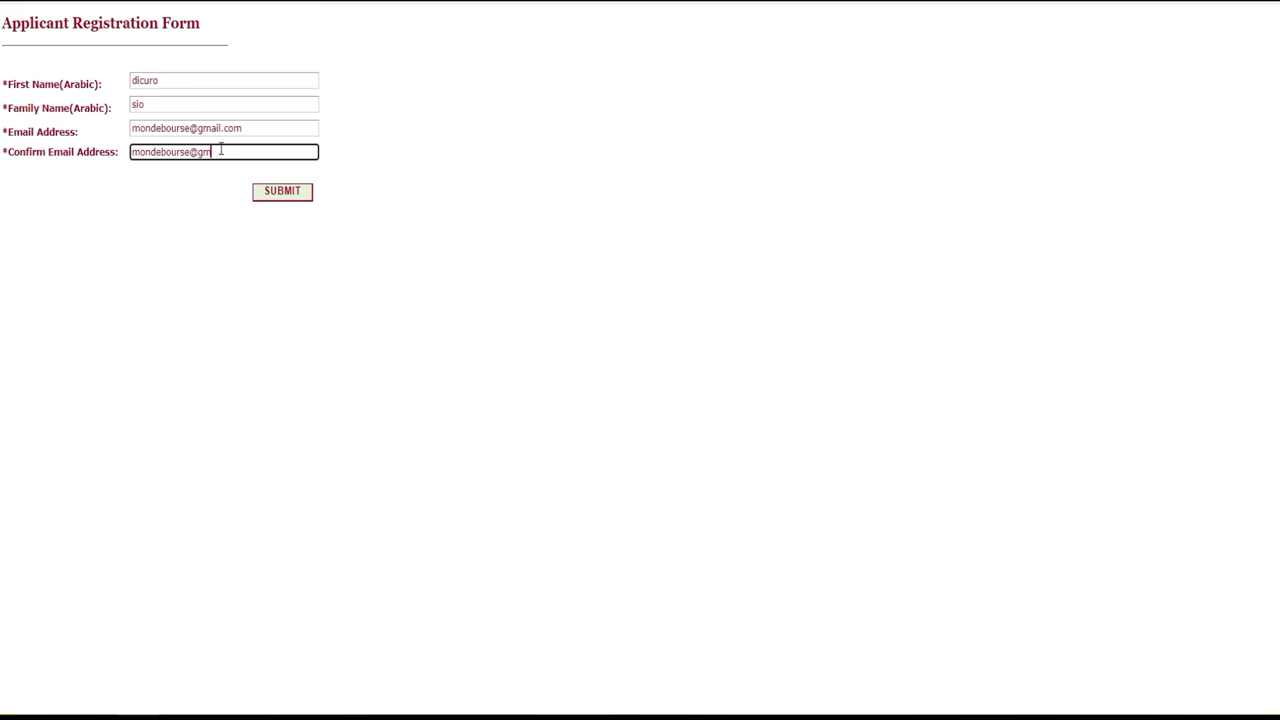 Applicant Registration Form
*First Name(Arabic): dicuro
*Family Name(Arabic): sio
*Email Address: mondebourse@gmail.com
*Confirm Email Address: mondebourse@gm
SUBMIT